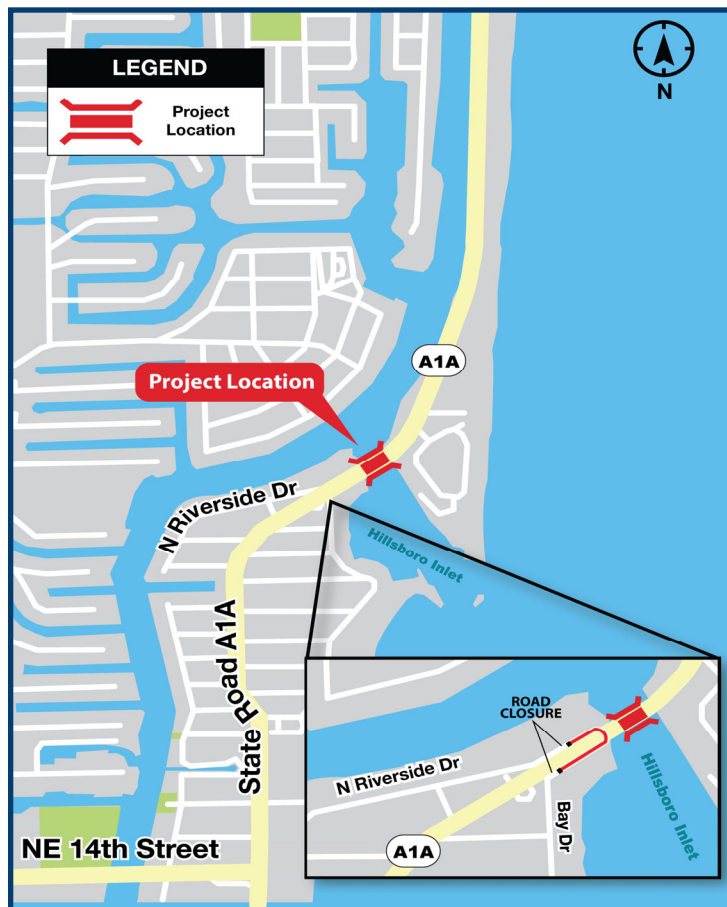 LEGEND
Project
Location
N
A1A
Project Location
N Riverside Dr
Hillsboro Inlet
State Road A1A
NE 14th Street
ROAD
CLOSURE
N Riverside Dr
Bay Dr
Hillsboro Inlet
A1A